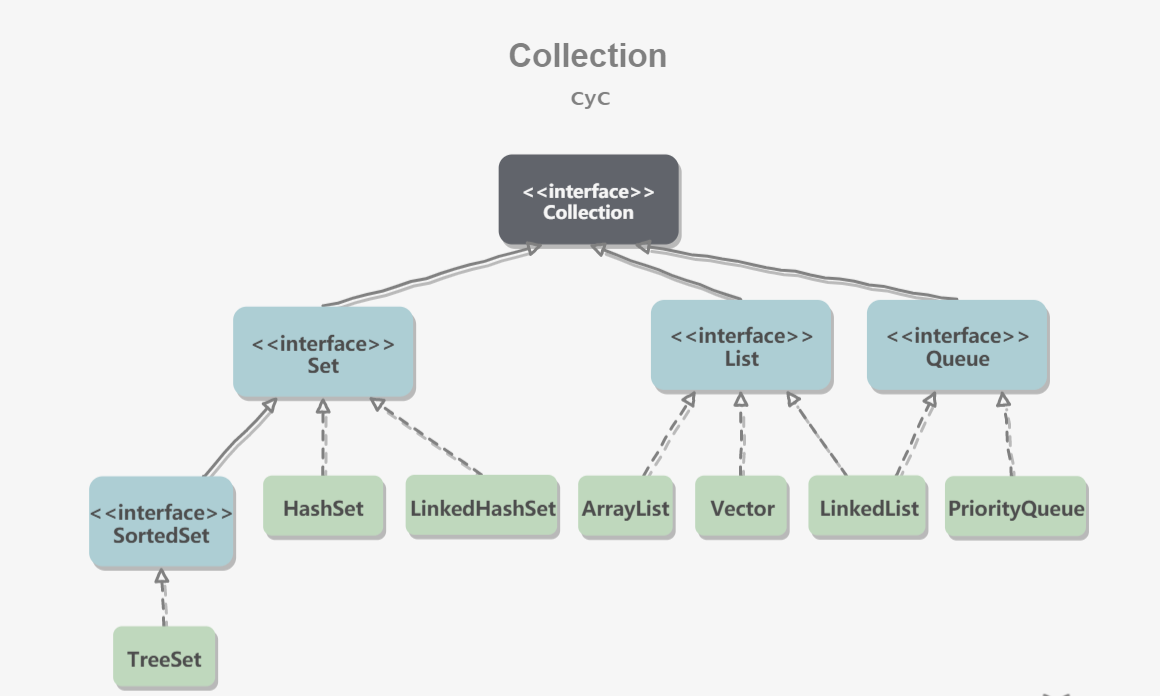 Collection
CyC
<<interface>>
Collection
<<interface>>
Set
<<interface>>
List
<<interface>>
Queue
<<interface>>
SortedSet
HashSet
LinkedHashSet
ArrayList
Vector
LinkedList
PriorityQueue
TreeSet